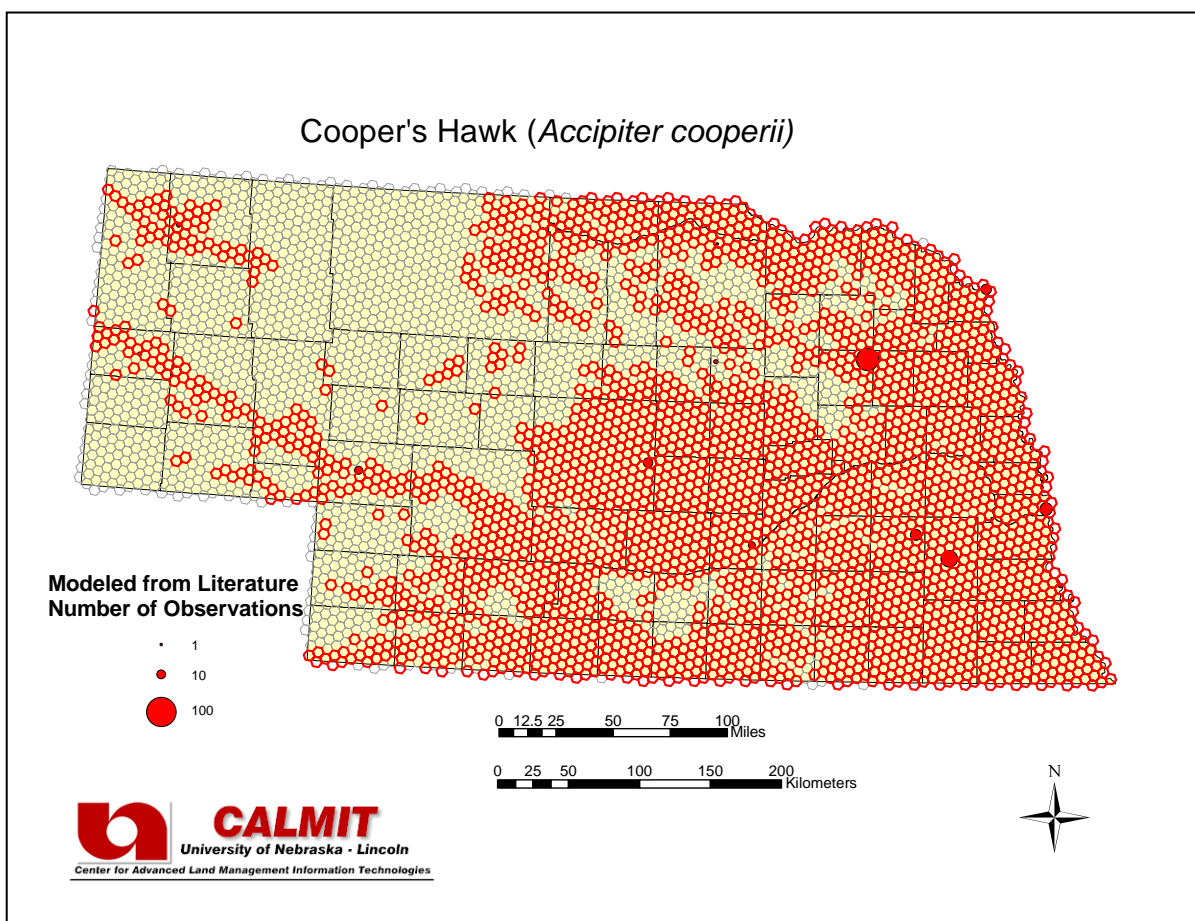 Cooper's Hawk (Accipiter cooperii)
Modeled from Literature
Number of Observations
1
10
100
0 12.5 25 50 75 100
Miles
0 25 50 100 150 200
Kilometers
N
CALMIT
University of Nebraska - Lincoln
Center for Advanced Land Management Information Technologies